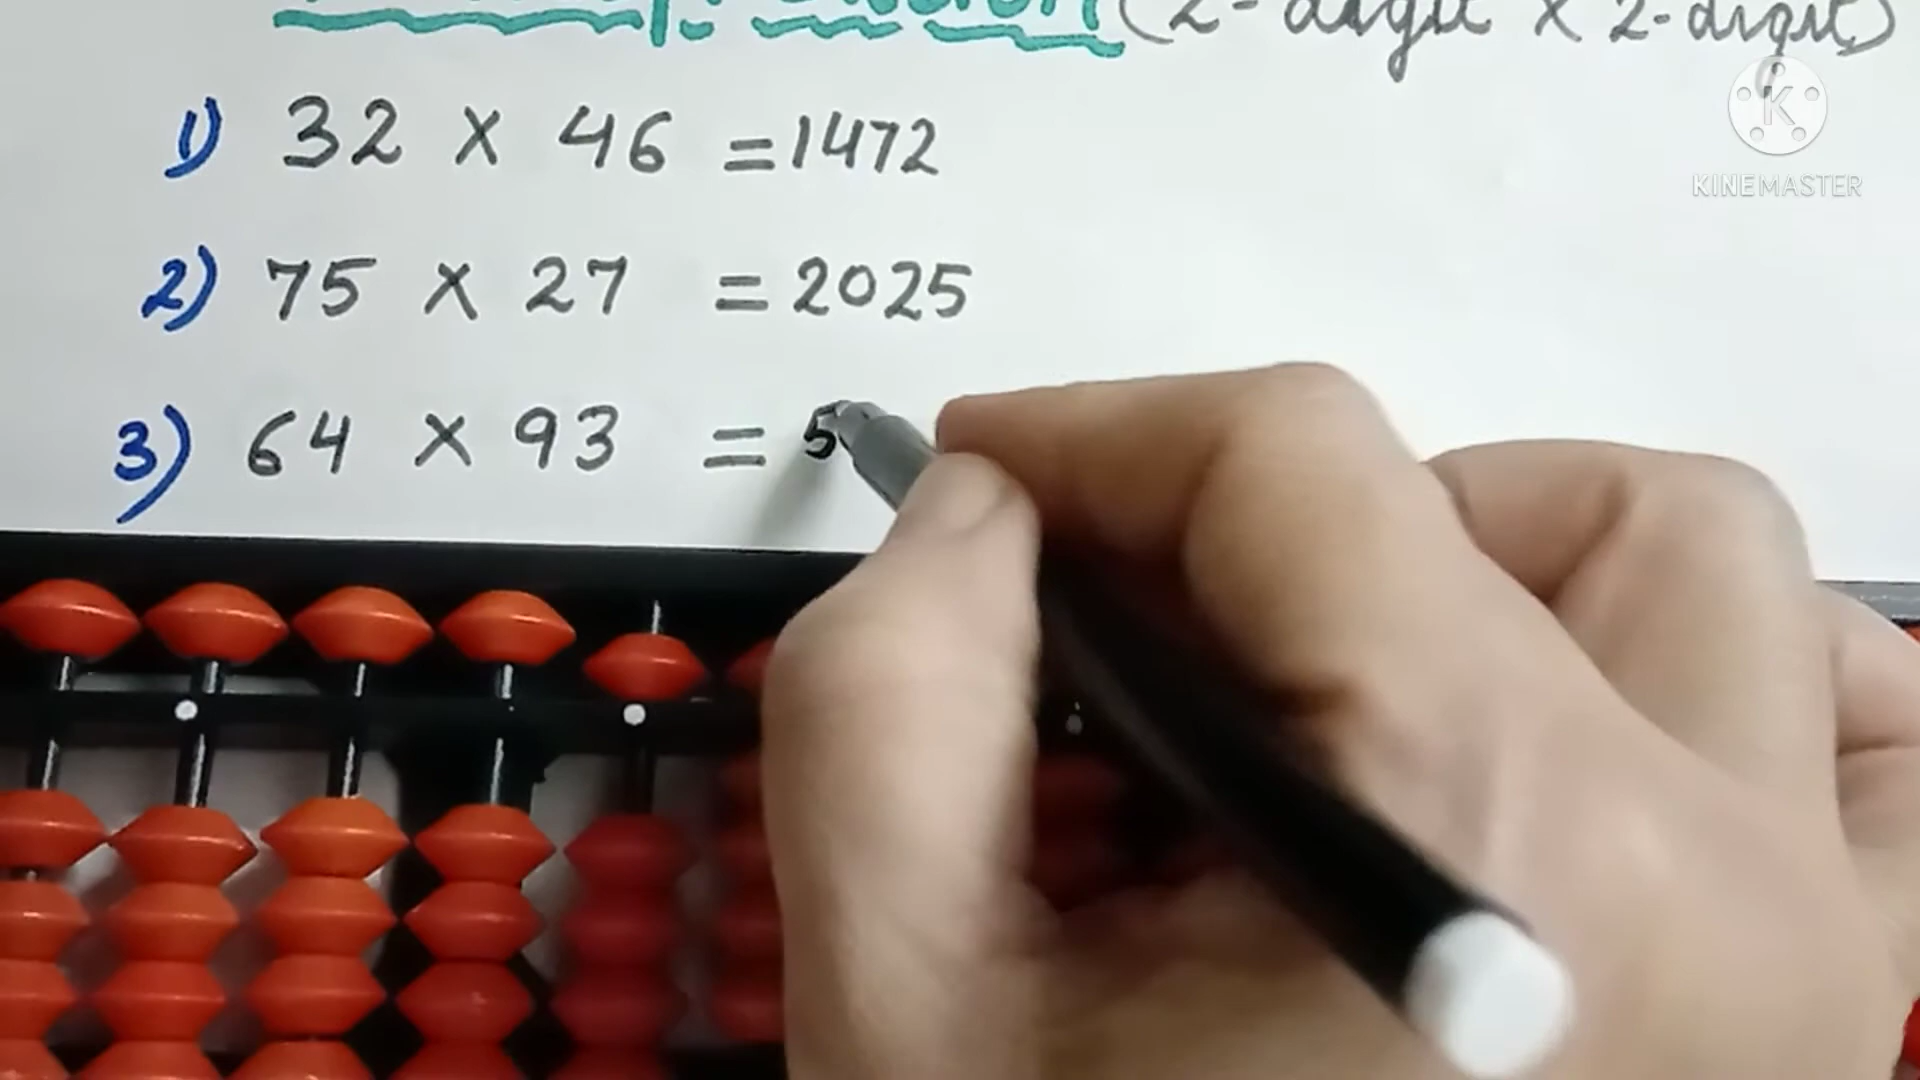 (2-digit X 2-digit)
1) 32 X 46 = 1472
2) 75 X 27 = 2025
3) 64 X 93 = 5
KINEMASTER